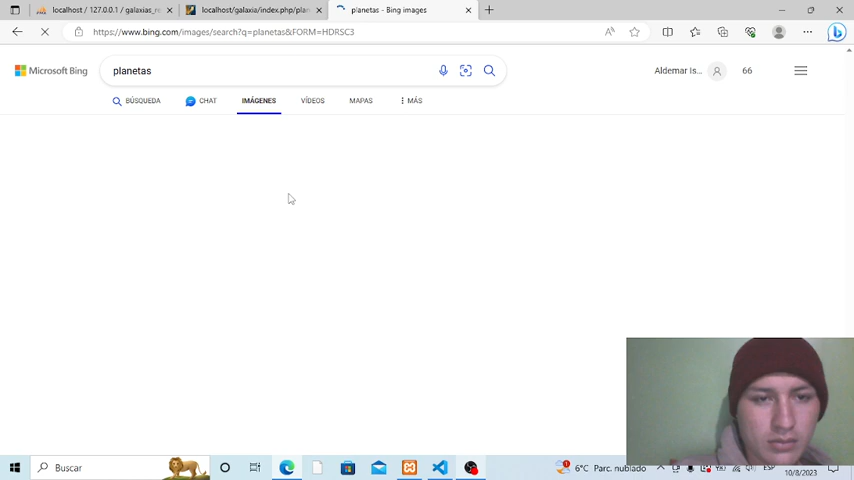 localhost / 127.0.0.1 / galaxias_re
localhost/galaxia/index.php/plan
planetas - Bing images
https://www.bing.com/images/search?q=planetas&FORM=HDRSC3
Microsoft Bing
planetas
Aldemar Is...
66
BÚSQUEDA
CHAT
IMÁGENES
VÍDEOS
MAPAS
MÁS
Buscar
6°C Parc. nublado
ESP
10/8/2023